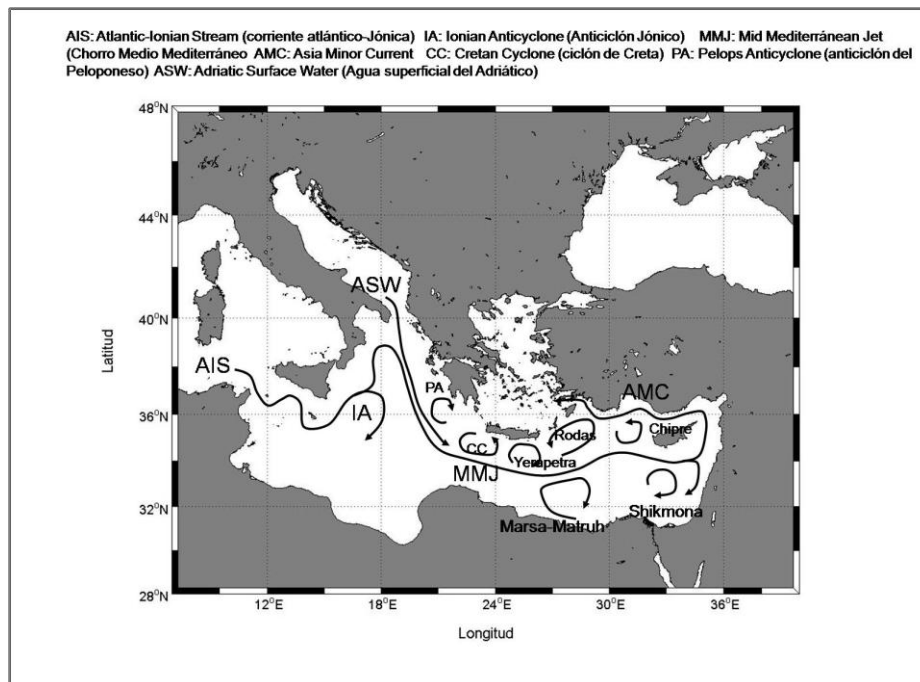 AIS: Atlantic-Ionian Stream (corriente atlántico-Jónica) IA: Ionian Anticyclone (Anticiclón Jónico) MMJ: Mid Mediterránean Jet
(Chorro Medio Mediterráneo AMC: Asia Minor Current CC: Cretan Cyclone (ciclón de Creta) PA: Pelops Anticyclone (anticiclón del
Peloponeso) ASW: Adriatic Surface Water (Agua superficial del Adriático)
48°N
44°N
ASW
40°N
Latitud
AIS
PA
AMC
IA
36°N
Rodas
Chipre
CC
Yerapetra
MMJ
32°N
Shikmona
Marsa-Matruh
28°N
12°E
18°E
24°E
30°E
36°E
Longitud